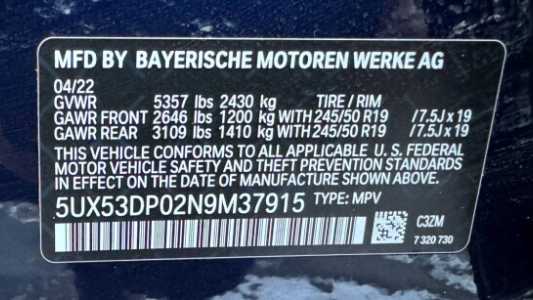 MFD BY BAYERISCHE MOTOREN WERKE AG
04/22
GVWR 5357 lbs 2430 kg TIRE / RIM
GAWR FRONT 2646 lbs 1200 kg WITH 245/50 R19 / 7.5J x 19
GAWR REAR 3109 lbs 1410 kg WITH 245/50 R19 / 7.5J x 19
THIS VEHICLE CONFORMS TO ALL APPLICABLE U. S. FEDERAL
MOTOR VEHICLE SAFETY AND THEFT PREVENTION STANDARDS
IN EFFECT ON THE DATE OF MANUFACTURE SHOWN ABOVE.
5UX53DP02N9M37915 TYPE: MPV
C3ZM
7 320 730